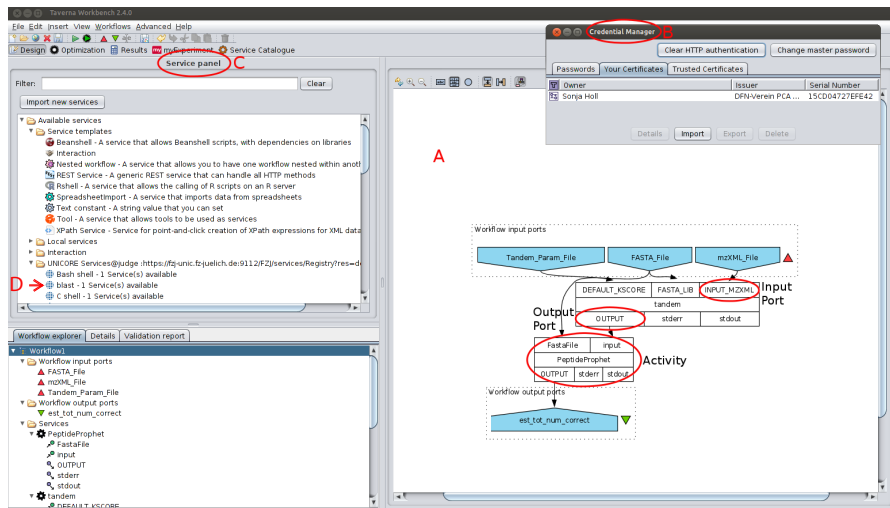 Taverna Workbench 2.4.0
File Edit Insert View Workflows Advanced Help
Design Optimization Results myExperiment Service Catalogue
Service panel
C
Filter:
Clear
Import new services
Available services
Service templates
Beanshell - A service that allows Beanshell scripts, with dependencies on libraries
Interaction
Nested workflow - A service that allows you to have one workflow nested within anoth
REST Service - A generic REST service that can handle all HTTP methods
Rshell - A service that allows the calling of R scripts on an R server
SpreadsheetImport - A service that imports data from spreadsheets
Text constant - A string value that you can set
Tool - A service that allows tools to be used as services
XPath Service - Service for point-and-click creation of XPath expressions for XML data
Local services
Interaction
UNICORE Services@judge :https://fzj-unic.fz-juelich.de:9112/FZJ/services/Registry?res=de
Bash shell - 1 Service(s) available
D
blast - 1 Service(s) available
C shell - 1 Service(s) available
Workflow explorer Details Validation report
Workflow1
Workflow input ports
FASTA_File
mzXML_File
Tandem_Param_File
Workflow output ports
est_tot_num_correct
Services
PeptideProphet
FastaFile
input
OUTPUT
stderr
stdout
tandem
DEFAULT_KSCORE
Credential Manager
B
Clear HTTP authentication Change master password
Passwords Your Certificates Trusted Certificates
Owner Issuer Serial Number
Sonja Holl DFN-Verein PCA ... 15CD04727EFE42
Details Import Export Delete
A
Workflow input ports
Tandem_Param_File FASTA_File mzXML_File
DEFAULT_KSCORE FASTA_LIB INPUT_MZXML
Input
Port
tandem
Output
Port
OUTPUT stderr stdout
FastaFile input
PeptideProphet
Activity
OUTPUT stderr stdout
Workflow output ports
est_tot_num_correct